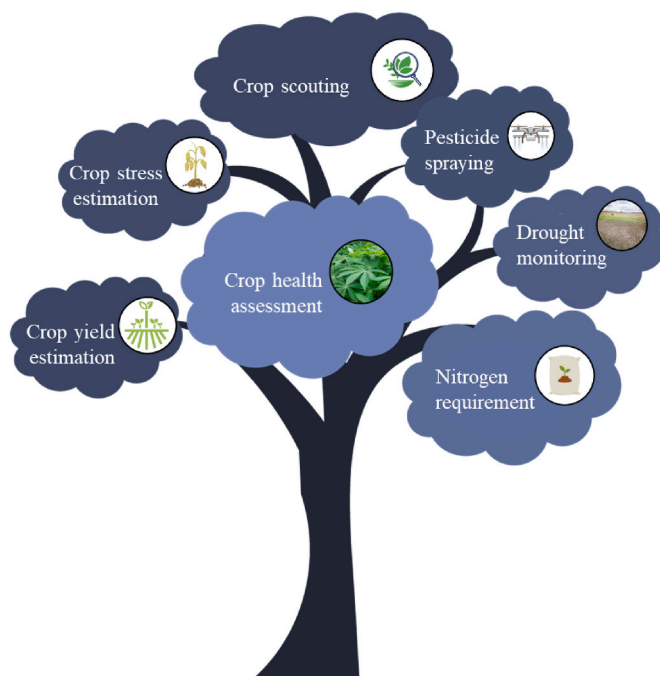 Crop scouting
Pesticide
spraying
Crop stress
estimation
Drought
monitoring
Crop health
assessment
Crop yield
estimation
Nitrogen
requirement